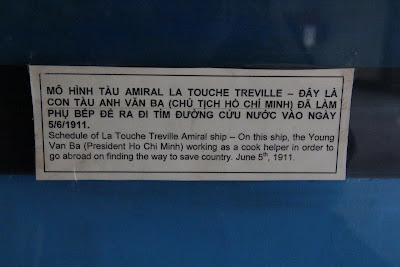 MÔ HÌNH TÀU AMIRAL LA TOUCHE TREVILLE – ĐÂY LÀ
CON TÀU ANH VĂN BA (CHỦ TỊCH HỒ CHÍ MINH) ĐÃ LÀM
PHỤ BẾP ĐỂ RA ĐI TÌM ĐƯỜNG CỨU NƯỚC VÀO NGÀY
5/6/1911.
Schedule of La Touche Treville Amiral ship – On this ship, the Young
Van Ba (President Ho Chi Minh) working as a cook helper in order to
go abroad on finding the way to save country. June 5th, 1911.